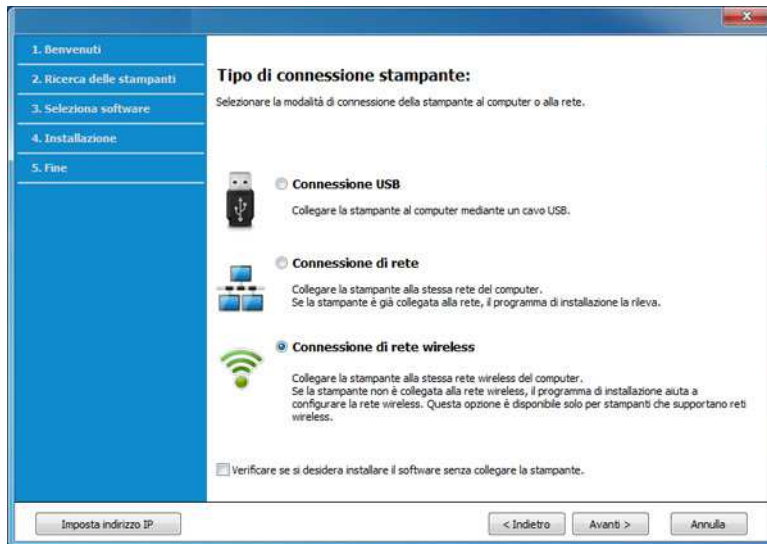 1. Benvenuti
2. Ricerca delle stampanti
3. Seleziona software
4. Installazione
5. Fine
Tipo di connessione stampante:
Selezionare la modalità di connessione della stampante al computer o alla rete.
Connessione USB
Collegare la stampante al computer mediante un cavo USB.
Connessione di rete
Collegare la stampante alla stessa rete del computer.
Se la stampante è già collegata alla rete, il programma di installazione la rileva.
Connessione di rete wireless
Collegare la stampante alla stessa rete wireless del computer.
Se la stampante non è collegata alla rete wireless, il programma di installazione aiuta a
configurare la rete wireless. Questa opzione è disponibile solo per stampanti che supportano reti
wireless.
Verificare se si desidera installare il software senza collegare la stampante.
Imposta indirizzo IP
< Indietro
Avanti >
Annulla